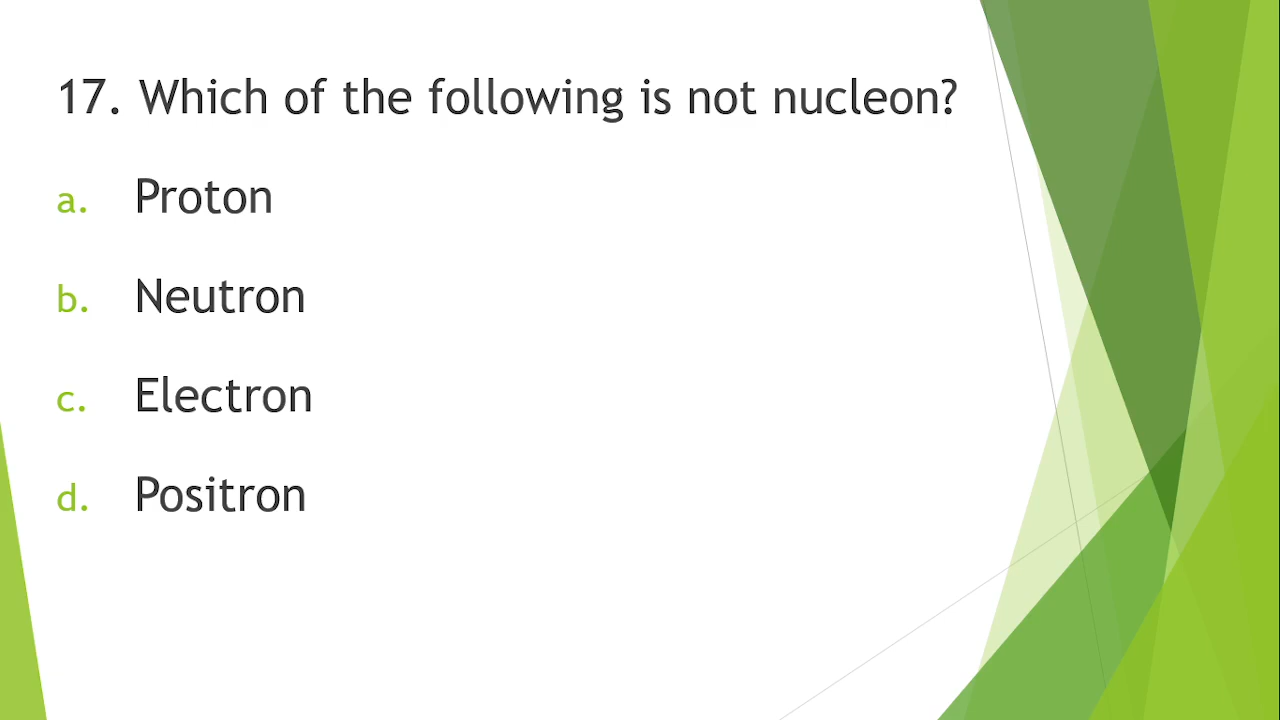 17. Which of the following is not nucleon?
a. Proton
b. Neutron
c. Electron
d. Positron